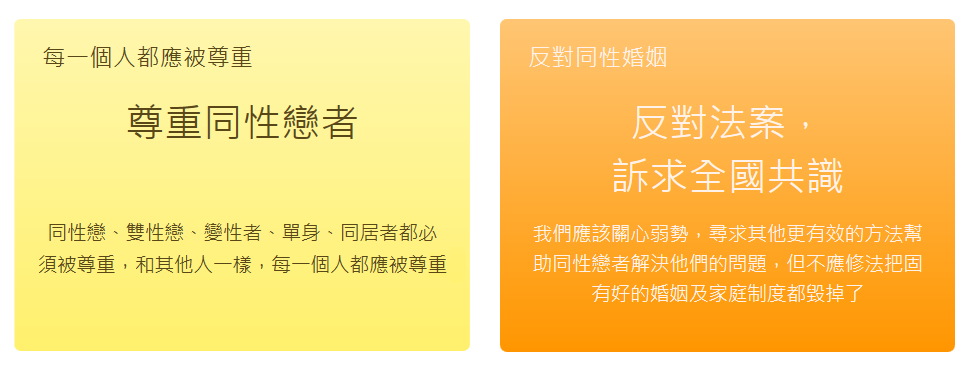 每一個人都應被尊重
尊重同性戀者
同性戀、雙性戀、變性者、單身、同居者都必
須被尊重，和其他人一樣，每一個人都應被尊重
反對同性婚姻
反對法案，
訴求全國共識
我們應該關心弱勢，尋求其他更有效的方法幫
助同性戀者解決他們的問題，但不應修法把固
有好的婚姻及家庭制度都毀掉了